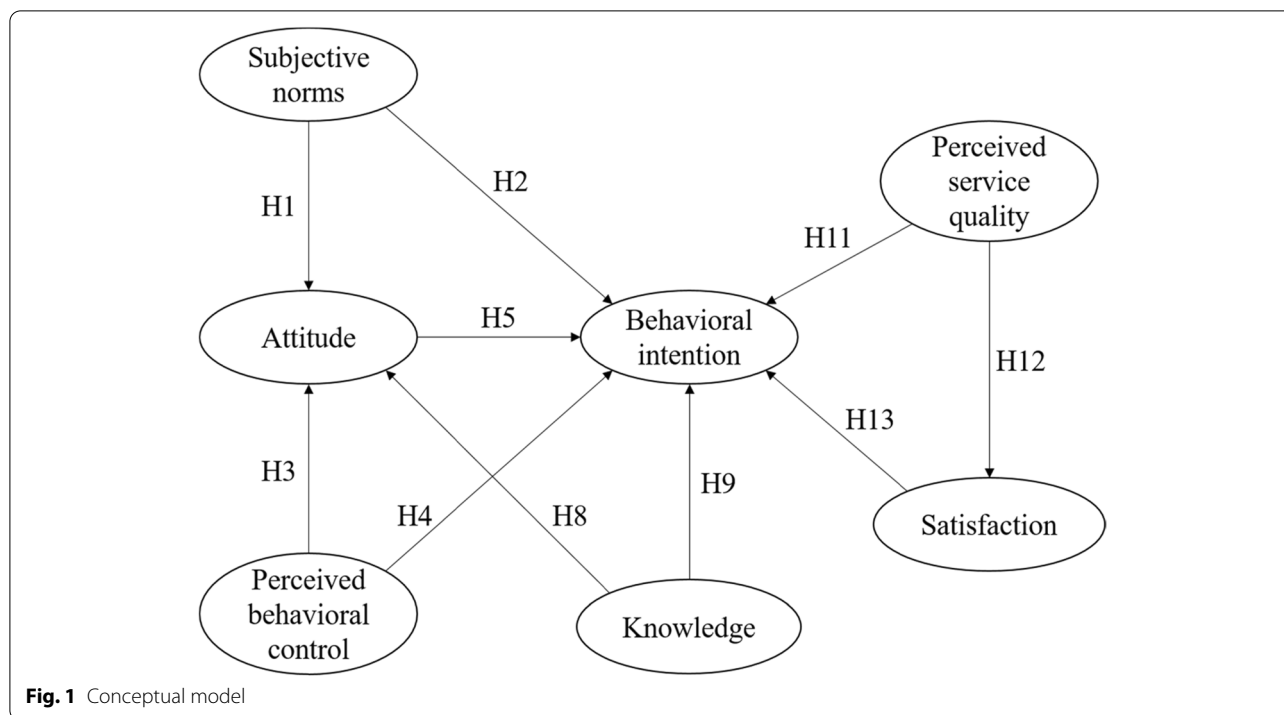 Subjective
norms
Perceived
service
quality
H2
H1
H11
Attitude
H5
Behavioral
intention
H12
H13
H3
H4
H8
H9
Satisfaction
Perceived
behavioral
control
Knowledge
Fig. 1 Conceptual model